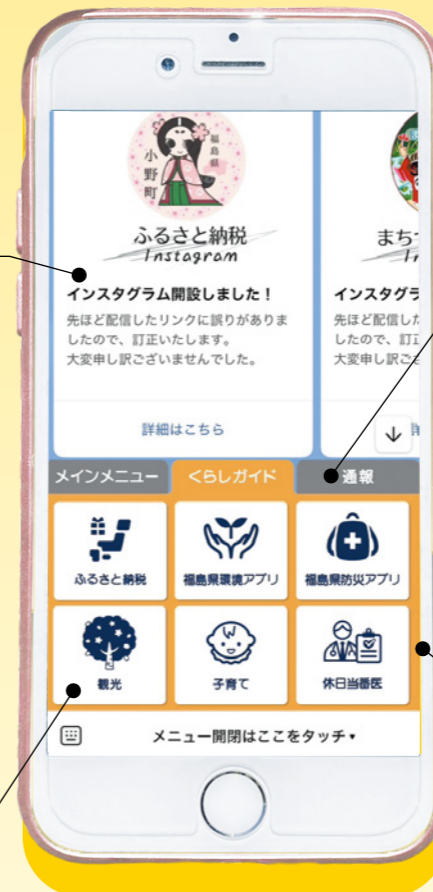 小野町
福島県
ふるさと納税
Instagram
インスタグラム開設しました！
先ほど配信したリンクに誤りがありま
したので、訂正いたします。
大変申し訳ございませんでした。
詳細はこちら
まち
インスタグラ
先ほど配信した
したので、訂正
大変申し訳ござ
メインメニュー
くらしガイド
通報
ふるさと納税
福島県環境アプリ
福島県防災アプリ
観光
子育て
休日当番医
メニュー開閉はここをタッチ▾